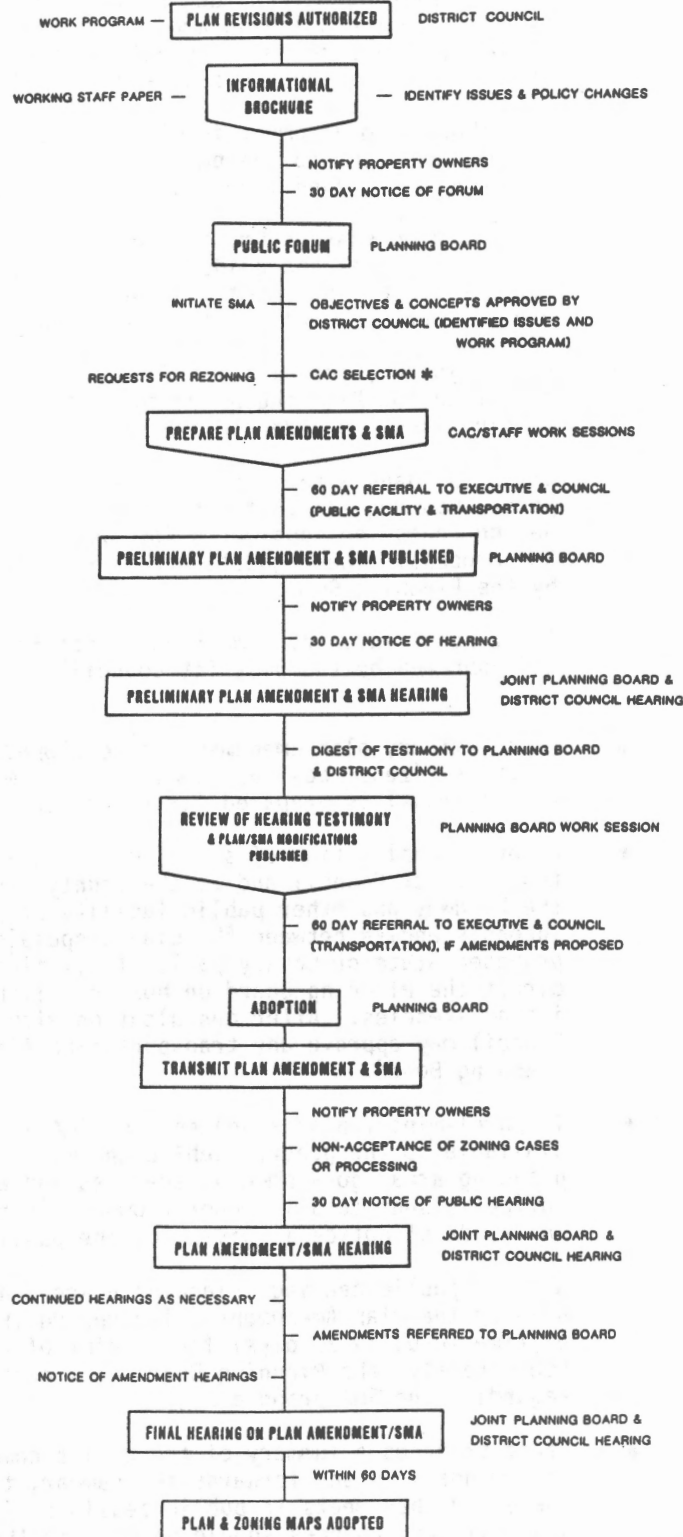 WORK PROGRAM — PLAN REVISIONS AUTHORIZED DISTRICT COUNCIL
INFORMATIONAL
WORKING STAFF PAPER — BROCHURE — IDENTIFY ISSUES & POLICY CHANGES
NOTIFY PROPERTY OWNERS
30 DAY NOTICE OF FORUM
PUBLIC FORUM PLANNING BOARD
INITIATE SMA OBJECTIVES & CONCEPTS APPROVED BY
DISTRICT COUNCIL (IDENTIFIED ISSUES AND
WORK PROGRAM)
REQUESTS FOR REZONING CAC SELECTION *
PREPARE PLAN AMENDMENTS & SMA CAC/STAFF WORK SESSIONS
60 DAY REFERRAL TO EXECUTIVE & COUNCIL
(PUBLIC FACILITY & TRANSPORTATION)
PRELIMINARY PLAN AMENDMENT & SMA PUBLISHED PLANNING BOARD
NOTIFY PROPERTY OWNERS
30 DAY NOTICE OF HEARING
JOINT PLANNING BOARD &
PRELIMINARY PLAN AMENDMENT & SMA HEARING DISTRICT COUNCIL HEARING
DIGEST OF TESTIMONY TO PLANNING BOARD
& DISTRICT COUNCIL
REVIEW OF HEARING TESTIMONY
& PLAN/SMA MODIFICATIONS PLANNING BOARD WORK SESSION
PUBLISHED
60 DAY REFERRAL TO EXECUTIVE & COUNCIL
(TRANSPORTATION), IF AMENDMENTS PROPOSED
ADOPTION PLANNING BOARD
TRANSMIT PLAN AMENDMENT & SMA
NOTIFY PROPERTY OWNERS
NON-ACCEPTANCE OF ZONING CASES
OR PROCESSING
30 DAY NOTICE OF PUBLIC HEARING
PLAN AMENDMENT/SMA HEARING JOINT PLANNING BOARD &
DISTRICT COUNCIL HEARING
CONTINUED HEARINGS AS NECESSARY
AMENDMENTS REFERRED TO PLANNING BOARD
NOTICE OF AMENDMENT HEARINGS
FINAL HEARING ON PLAN AMENDMENT/SMA JOINT PLANNING BOARD &
DISTRICT COUNCIL HEARING
WITHIN 60 DAYS
PLAN & ZONING MAPS ADOPTED